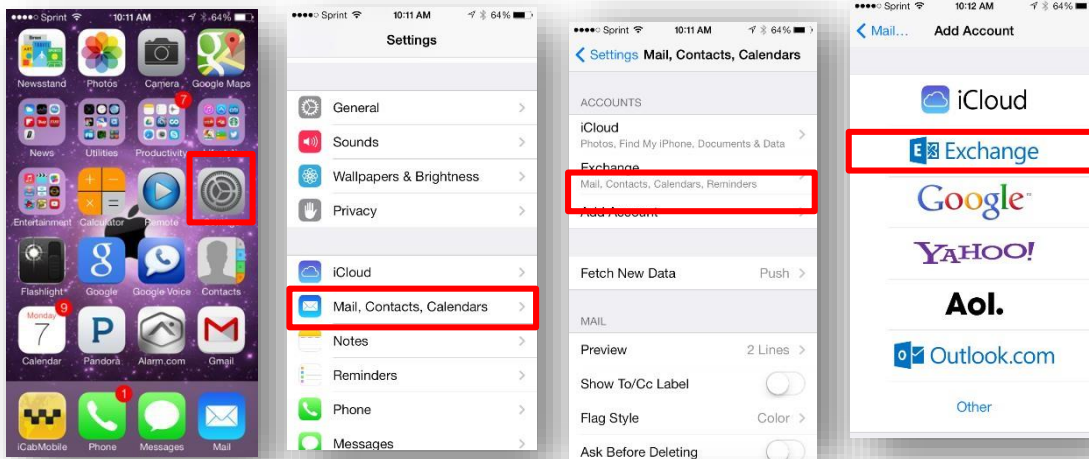 Sprint 10:11 AM 64%
Newsstand Photos Camera Google Maps
7
News Utilities Productivity
Entertainment Calculator Remote
Flashlight Google Google Voice Contacts
Monday 9
7
Calendar Pandora Alarm.com Gmail
1
iCabMobile Phone Messages Mail
Sprint 10:11 AM 64%
Settings
General
Sounds
Wallpapers & Brightness
Privacy
iCloud
Mail, Contacts, Calendars
Notes
Reminders
Phone
Messages
Sprint 10:11 AM 64%
Settings Mail, Contacts, Calendars
ACCOUNTS
iCloud
Photos, Find My iPhone, Documents & Data
Exchange
Mail, Contacts, Calendars, Reminders
Add Account
Fetch New Data Push
MAIL
Preview 2 Lines
Show To/Cc Label
Flag Style Color
Ask Before Deleting
Sprint 10:12 AM 64%
Mail... Add Account
iCloud
Exchange
Google
YAHOO!
Aol.
Outlook.com
Other